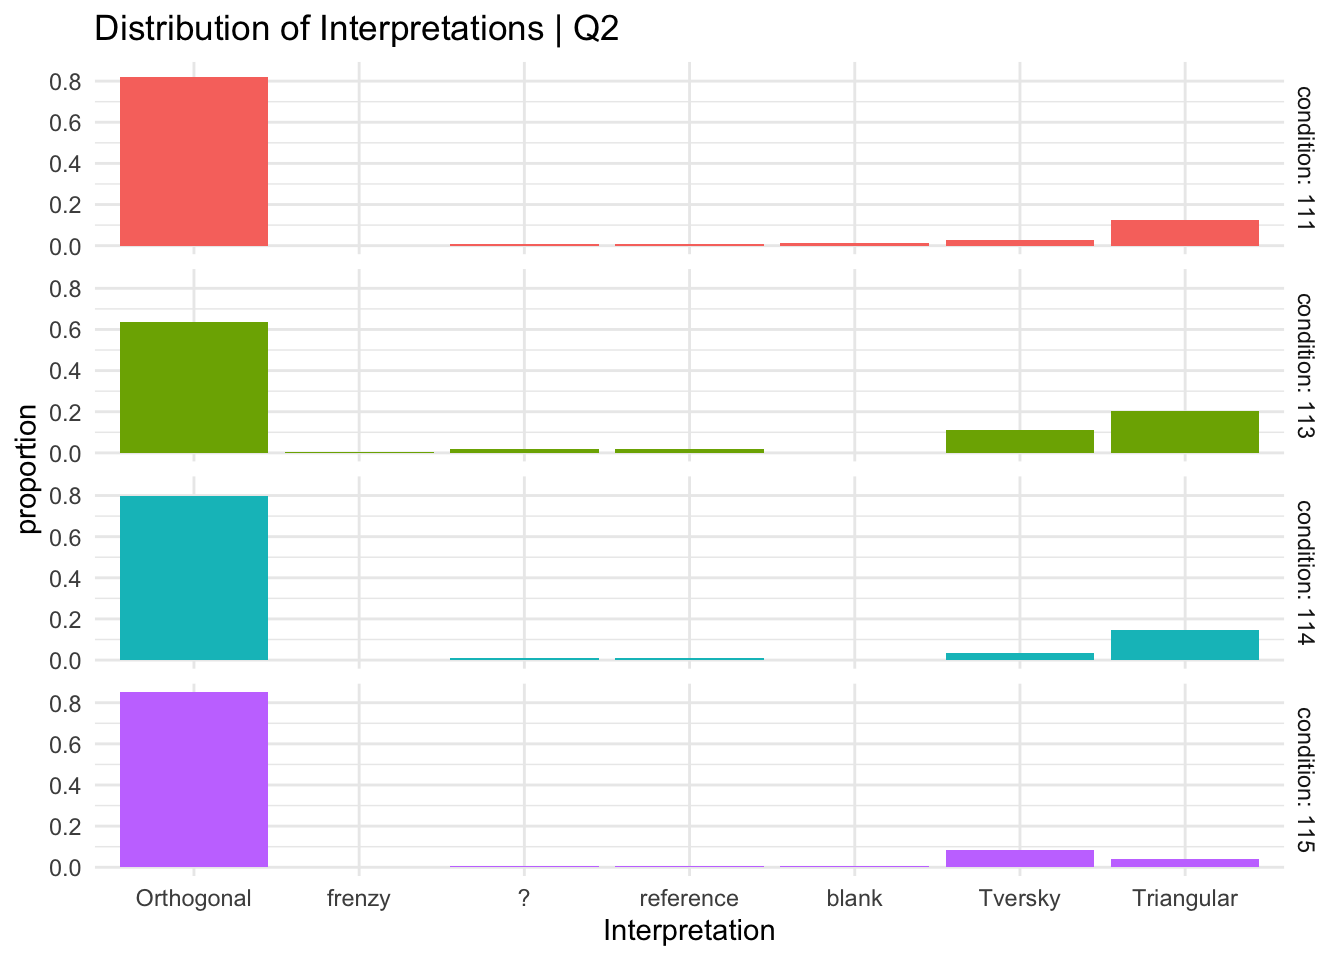 Distribution of Interpretations | Q2
proportion
0.8
0.6
0.4
0.2
0.0
condition: 111
0.8
0.6
0.4
0.2
0.0
condition: 113
0.8
0.6
0.4
0.2
0.0
condition: 114
0.8
0.6
0.4
0.2
0.0
condition: 115
Orthogonal frenzy ? reference blank Tversky Triangular
Interpretation